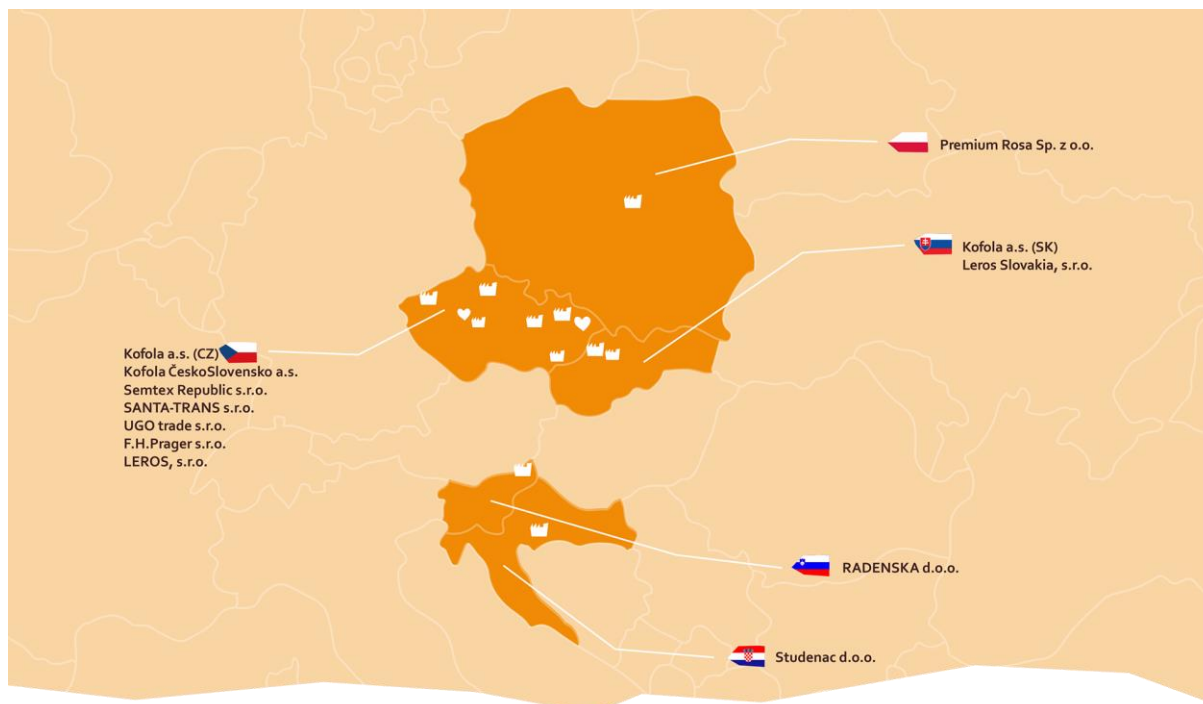 Premium Rosa Sp. z o.o.
Kofola a.s. (SK)
Leros Slovakia, s.r.o.
Kofola a.s. (CZ)
Kofola ČeskoSlovensko a.s.
Semtex Republic s.r.o.
SANTA-TRANS s.r.o.
UGO trade s.r.o.
F.H.Prager s.r.o.
LEROS, s.r.o.
RADENSKA d.o.o.
Studenac d.o.o.